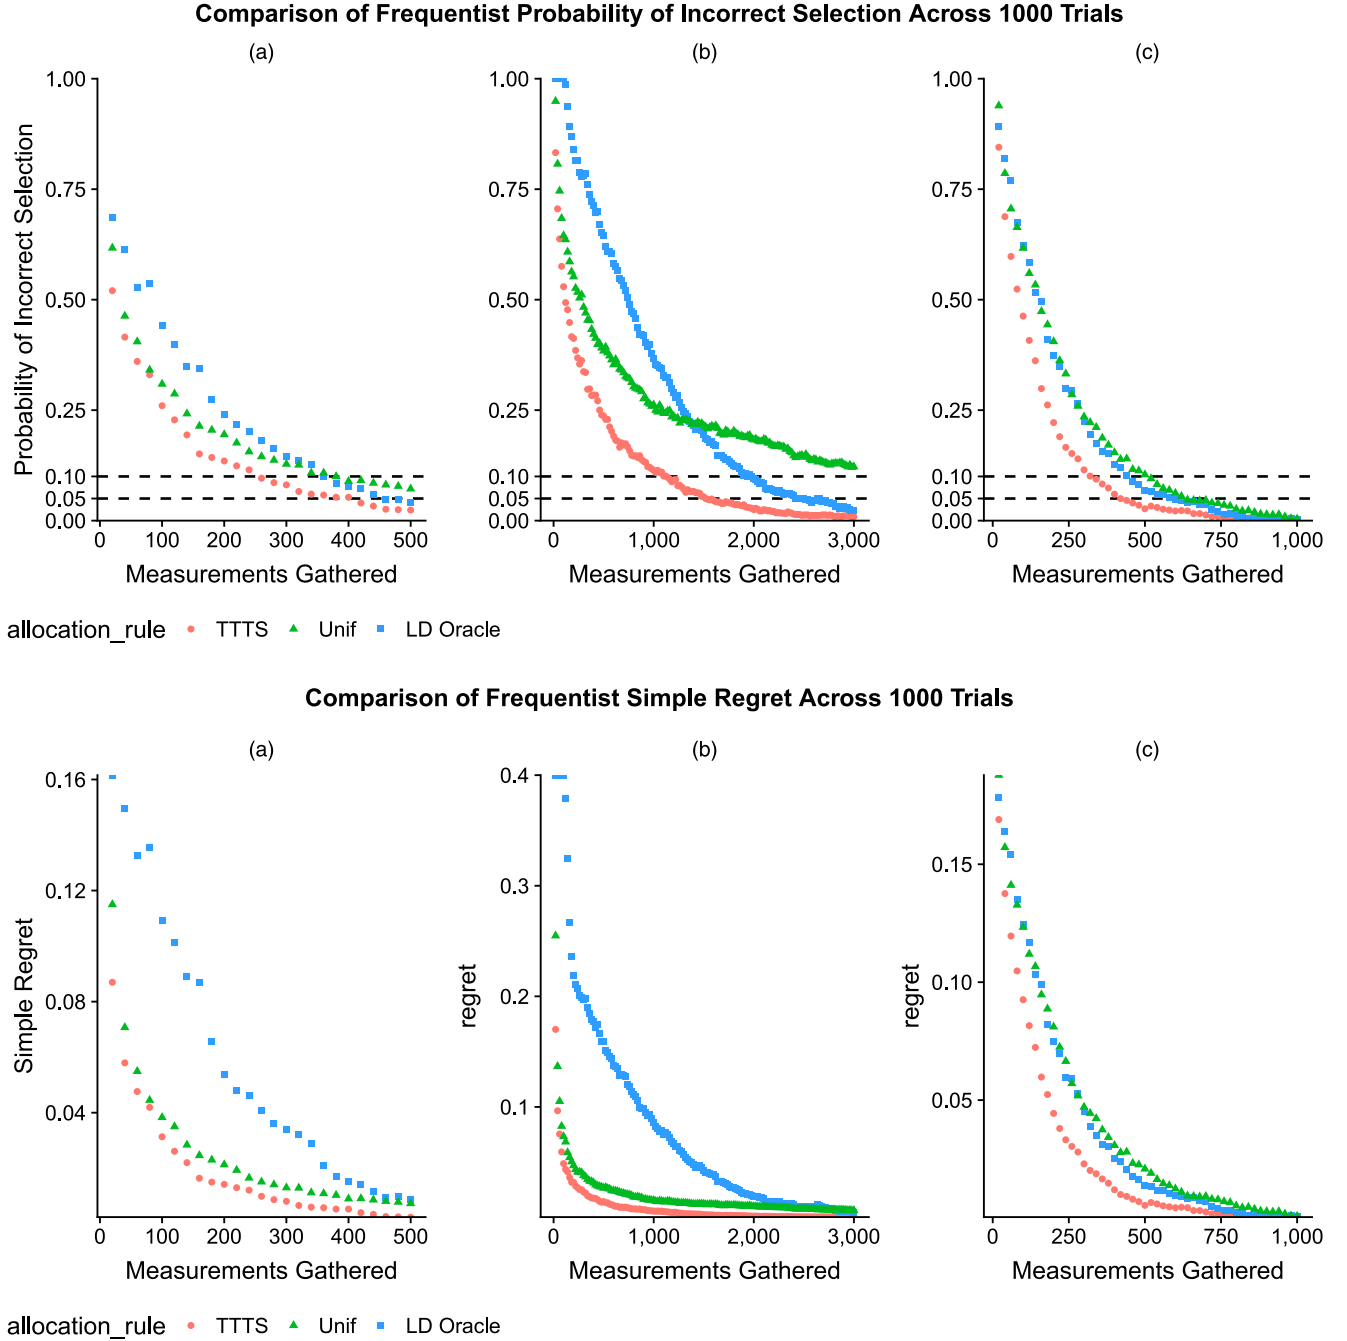 Comparison of Frequentist Probability of Incorrect Selection Across 1000 Trials
(a) (b) (c)
Probability of Incorrect Selection
1.00 1.00 1.00
0.75 0.75 0.75
0.50 0.50 0.50
0.25 0.25 0.25
0.10 0.10 0.10
0.05 0.05 0.05
0.00 0.00 0.00
0 100 200 300 400 500 0 1,000 2,000 3,000 0 250 500 750 1,000
Measurements Gathered Measurements Gathered Measurements Gathered
allocation_rule TTTS Unif LD Oracle
Comparison of Frequentist Simple Regret Across 1000 Trials
(a) (b) (c)
Simple Regret
0.16
0.12
0.08
0.04
regret
0.4
0.3
0.2
0.1
regret
0.15
0.10
0.05
0 100 200 300 400 500 0 1,000 2,000 3,000 0 250 500 750 1,000
Measurements Gathered Measurements Gathered Measurements Gathered
allocation_rule TTTS Unif LD Oracle